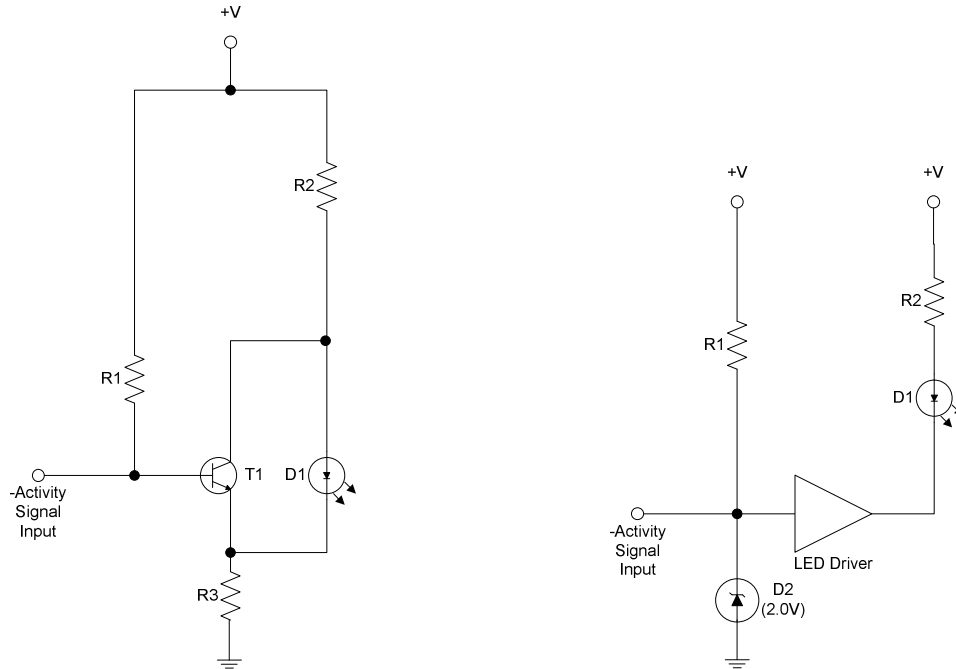 +V
R2
R1
T1
D1
-Activity
Signal
Input
R3
+V
+V
R2
R1
D1
-Activity
Signal
Input
LED Driver
D2
(2.0V)